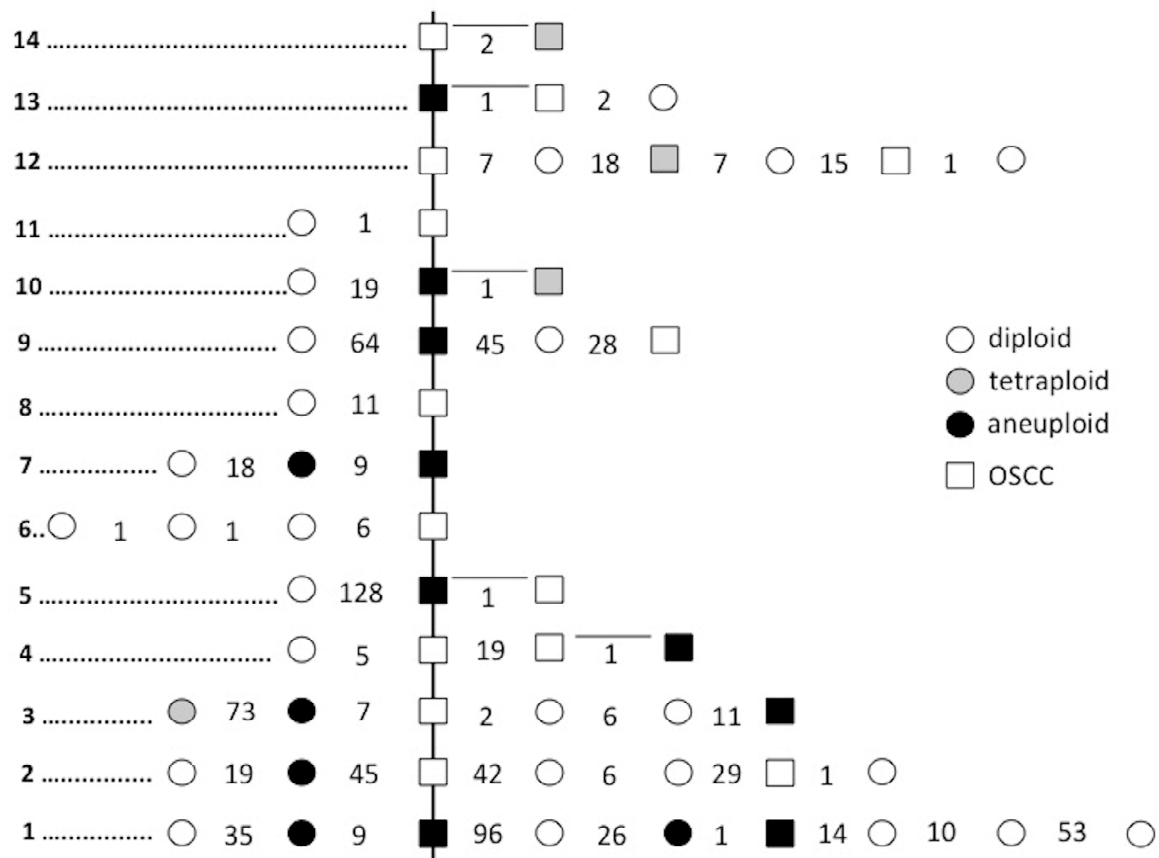 14 ........................................ 2
13 ........................................ 1 2
12 ........................................ 7 18 7 15 1
11 ........................... 1
10 ........................... 19 1
9 ........................... 64 45 28
diploid
tetraploid
8 ........................... 11
aneuploid
7 ............. 18 9
OSCC
6.. 1 1 6
5 ........................... 128 1
4 ........................... 5 19 1
3 ............. 73 7 2 6 11
2 ............. 19 45 42 6 29 1
1 ............. 35 9 96 26 1 14 10 53